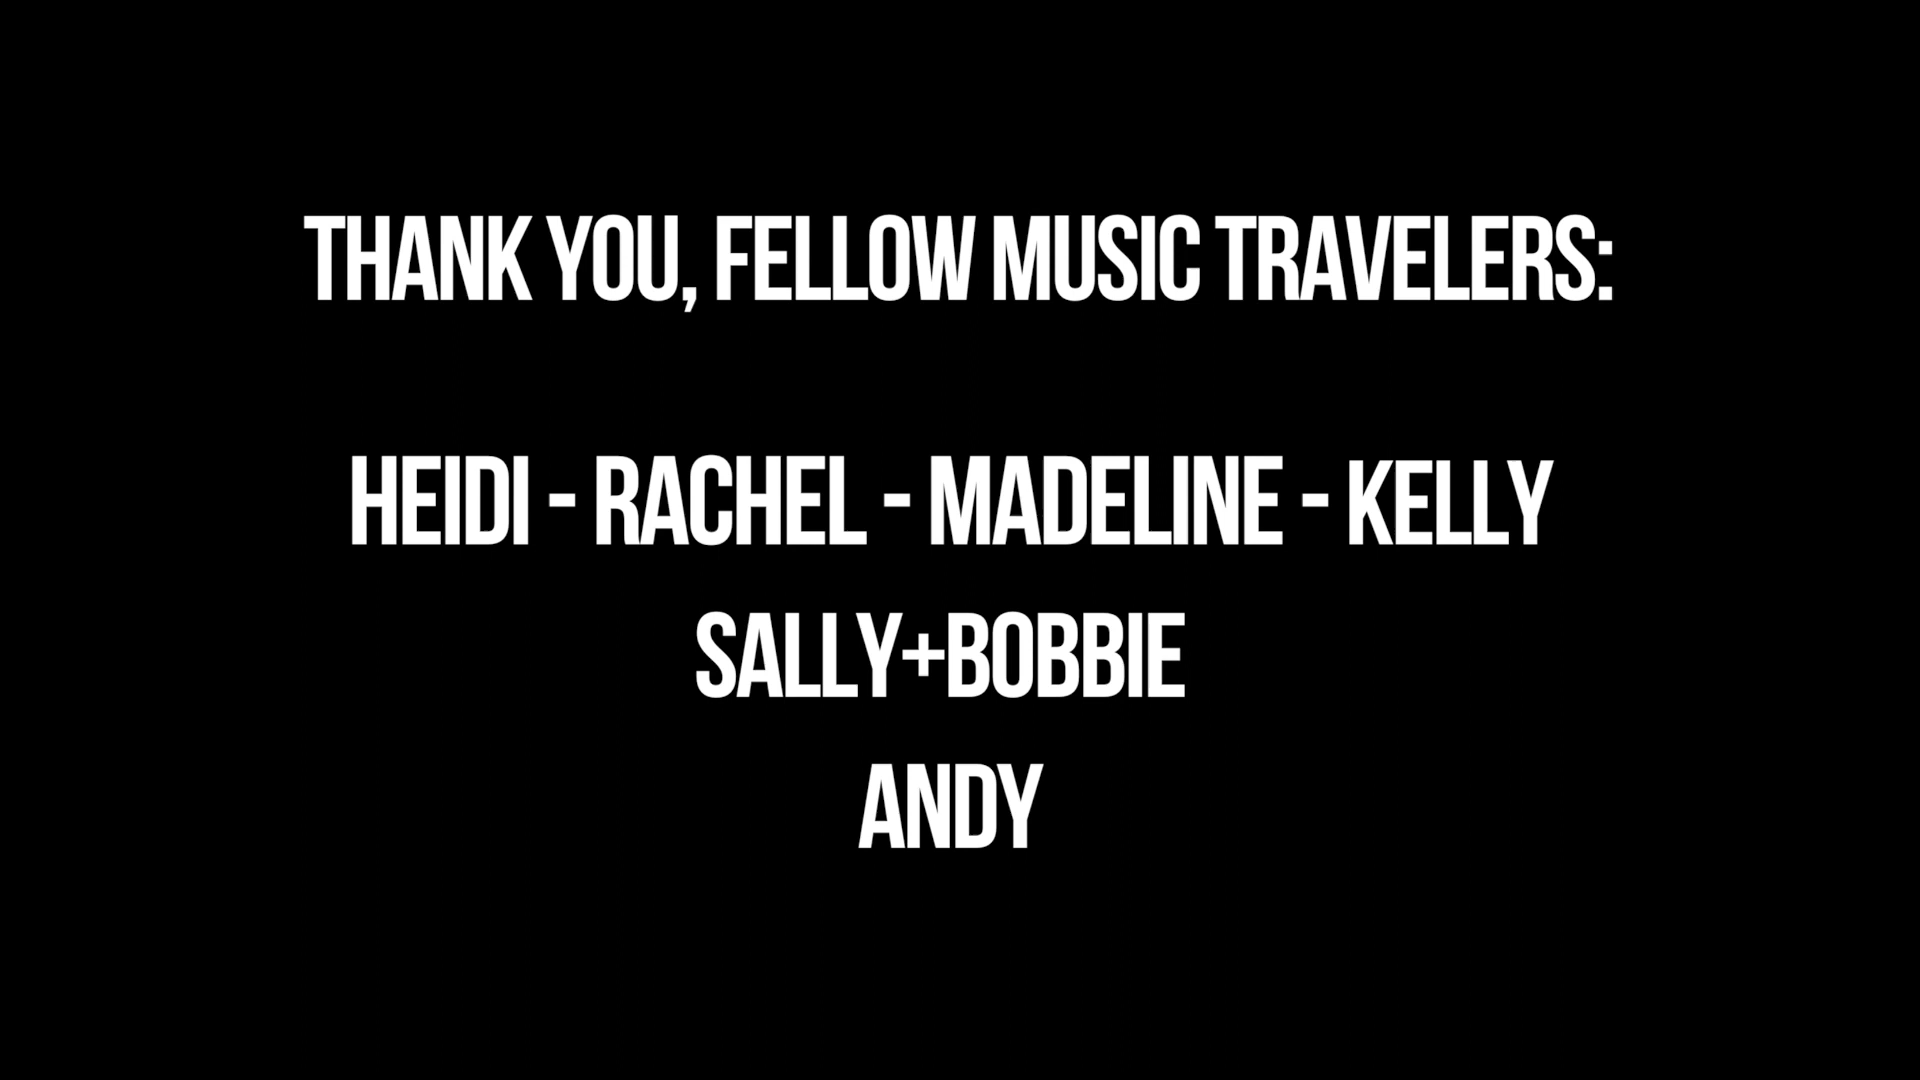 THANK YOU, FELLOW MUSIC TRAVELERS:
HEIDI - RACHEL - MADELINE - KELLY
SALLY+BOBBIE
ANDY